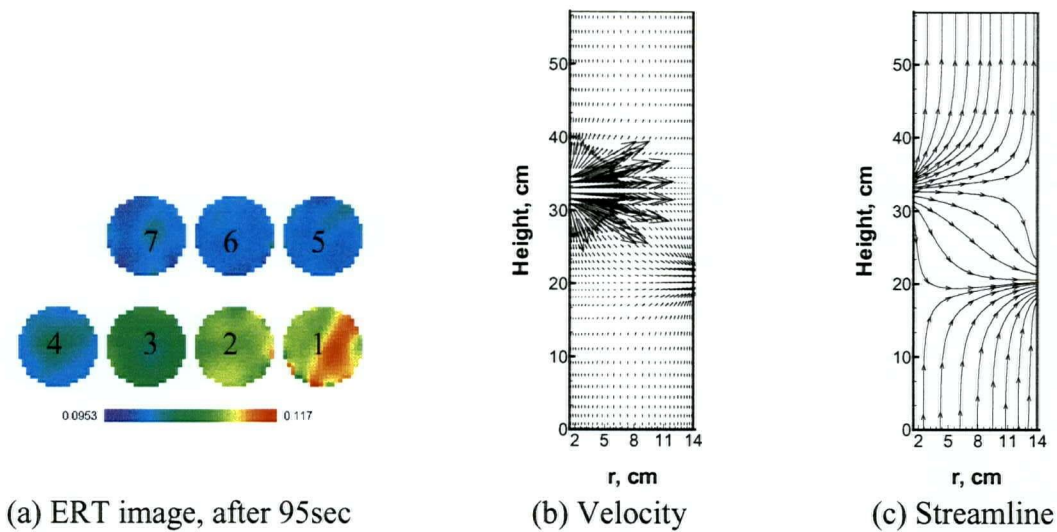 7 6 5
4 3 2 1
0.0953 0.117
(a) ERT image, after 95sec
Height, cm
50
40
30
20
10
0
2 5 8 11 14
r, cm
(b) Velocity
Height, cm
50
40
30
20
10
0
2 5 8 11 14
r, cm
(c) Streamline